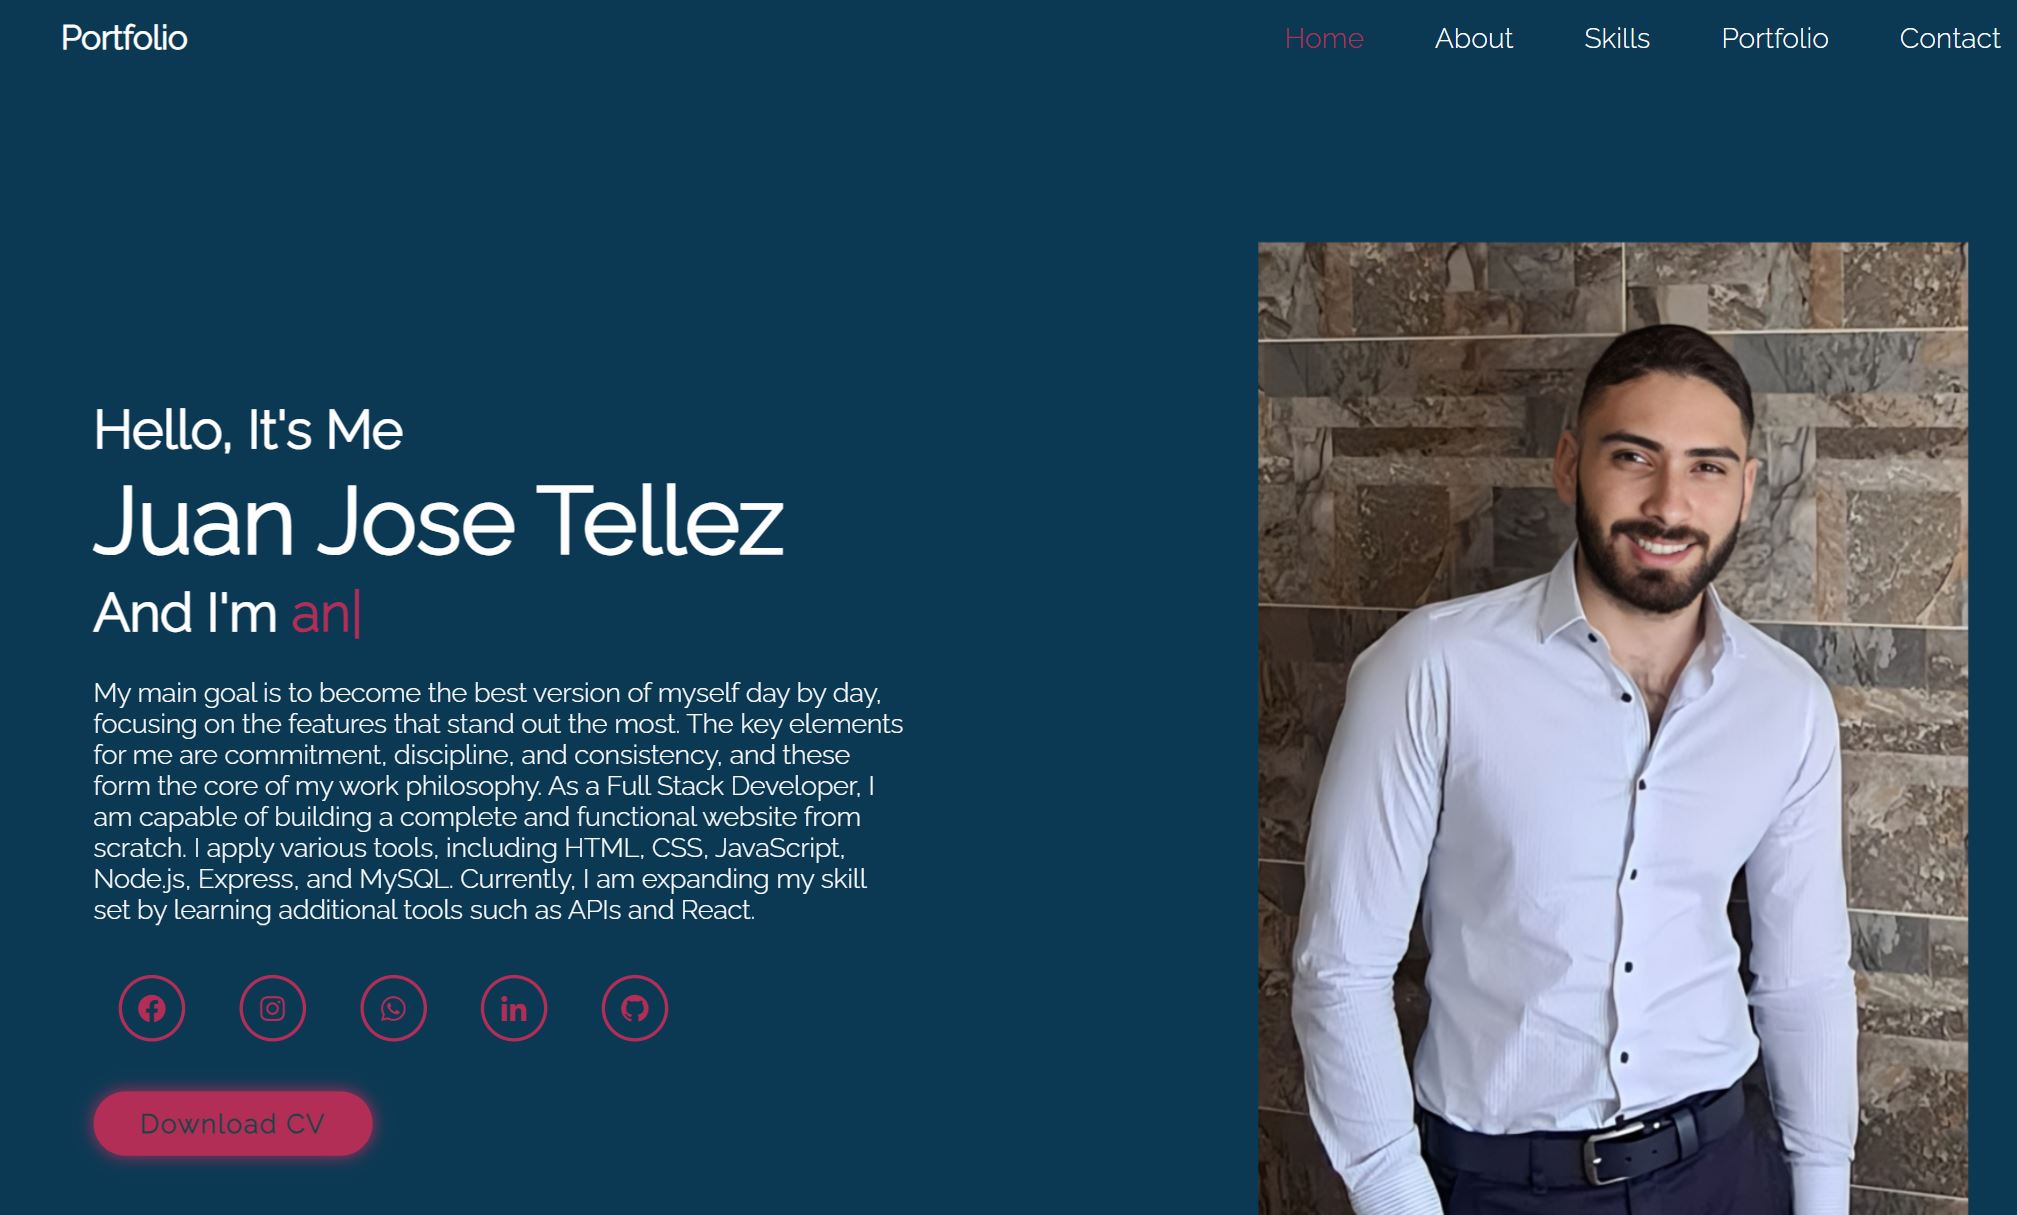 Portfolio
Home About Skills Portfolio Contact
Hello, It's Me
Juan Jose Tellez
And I'm an|
My main goal is to become the best version of myself day by day,
focusing on the features that stand out the most. The key elements
for me are commitment, discipline, and consistency, and these
form the core of my work philosophy. As a Full Stack Developer, I
am capable of building a complete and functional website from
scratch. I apply various tools, including HTML, CSS, JavaScript,
Node.js, Express, and MySQL. Currently, I am expanding my skill
set by learning additional tools such as APIs and React.
in
Download CV